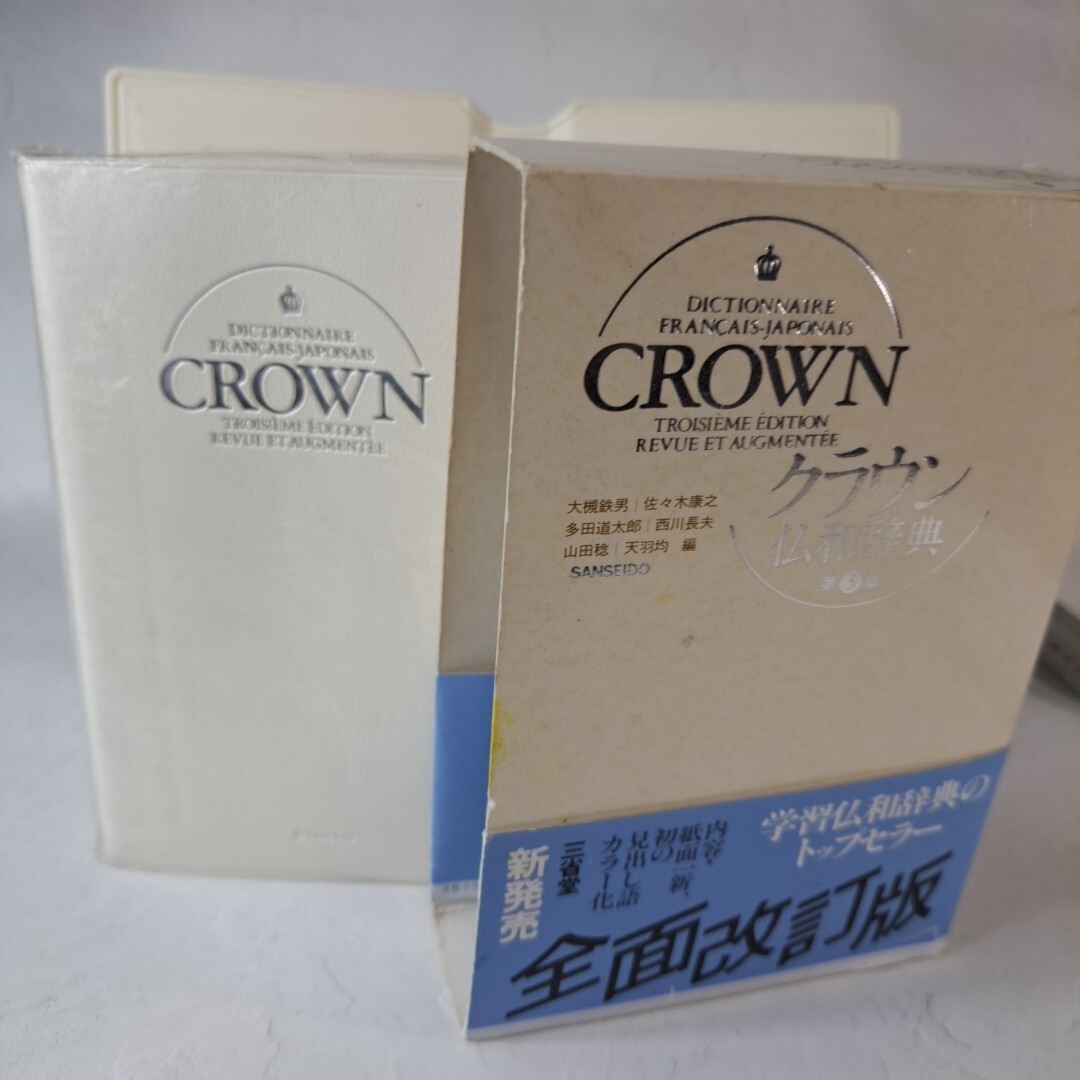 DICTIONNAIRE
FRANÇAIS-JAPONAIS
CROWN
TROISIÈME ÉDITION
REVUE ET AUGMENTÉE
DICTIONNAIRE
FRANÇAIS-JAPONAIS
CROWN
TROISIÈME ÉDITION
REVUE ET AUGMENTÉE
クラウン
仏和辞典
第3版
大槻鉄男|佐々木康之
多田道太郎|西川長夫
山田稔|天羽均 編
SANSEIDO
学習仏和辞典の
トップセラー
内容・
紙面一新、
初の
見出し語
カラー化
三省堂
新発売
全面改訂版